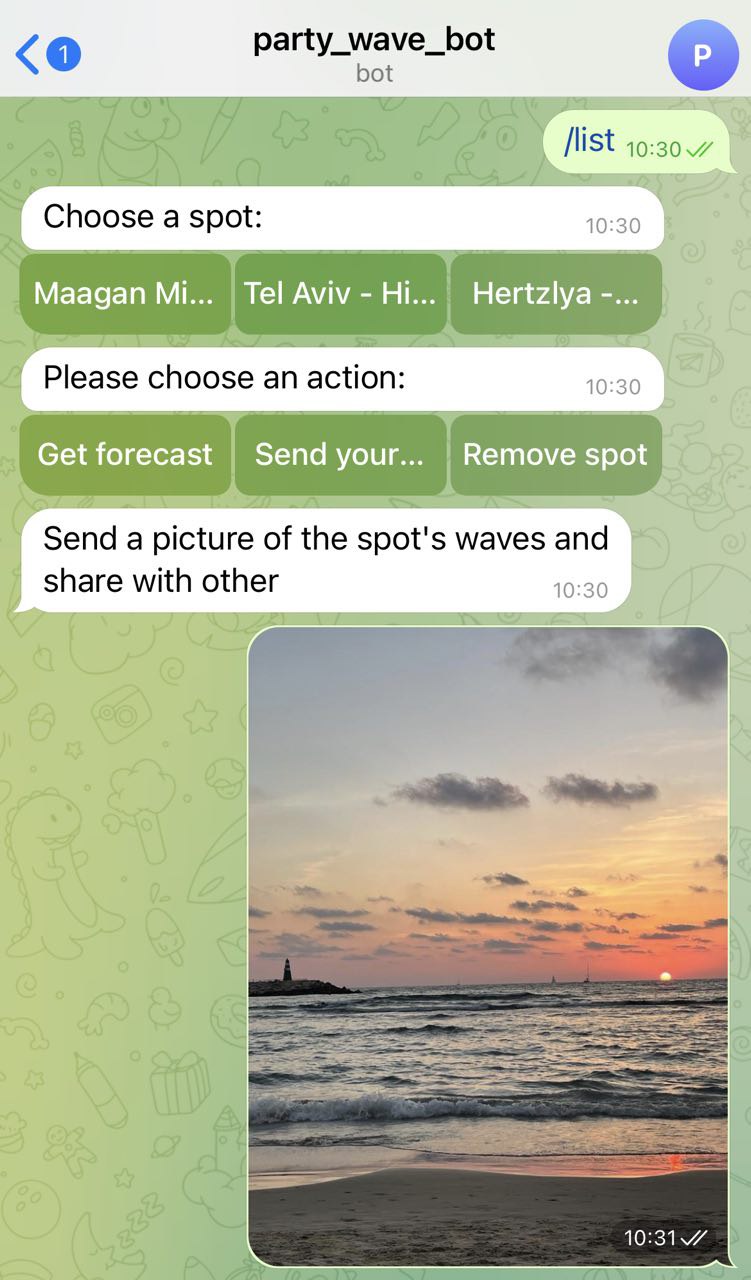 1
party_wave_bot
bot
P
/list 10:30
Choose a spot: 10:30
Maagan Mi... Tel Aviv - Hi... Hertzlya -...
Please choose an action: 10:30
Get forecast Send your... Remove spot
Send a picture of the spot's waves and
share with other 10:30
10:31